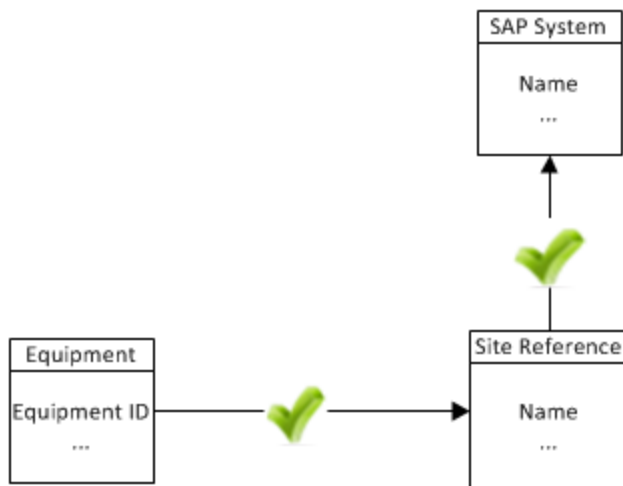 SAP System
Name
...
Equipment
Equipment ID
...
Site Reference
Name
...